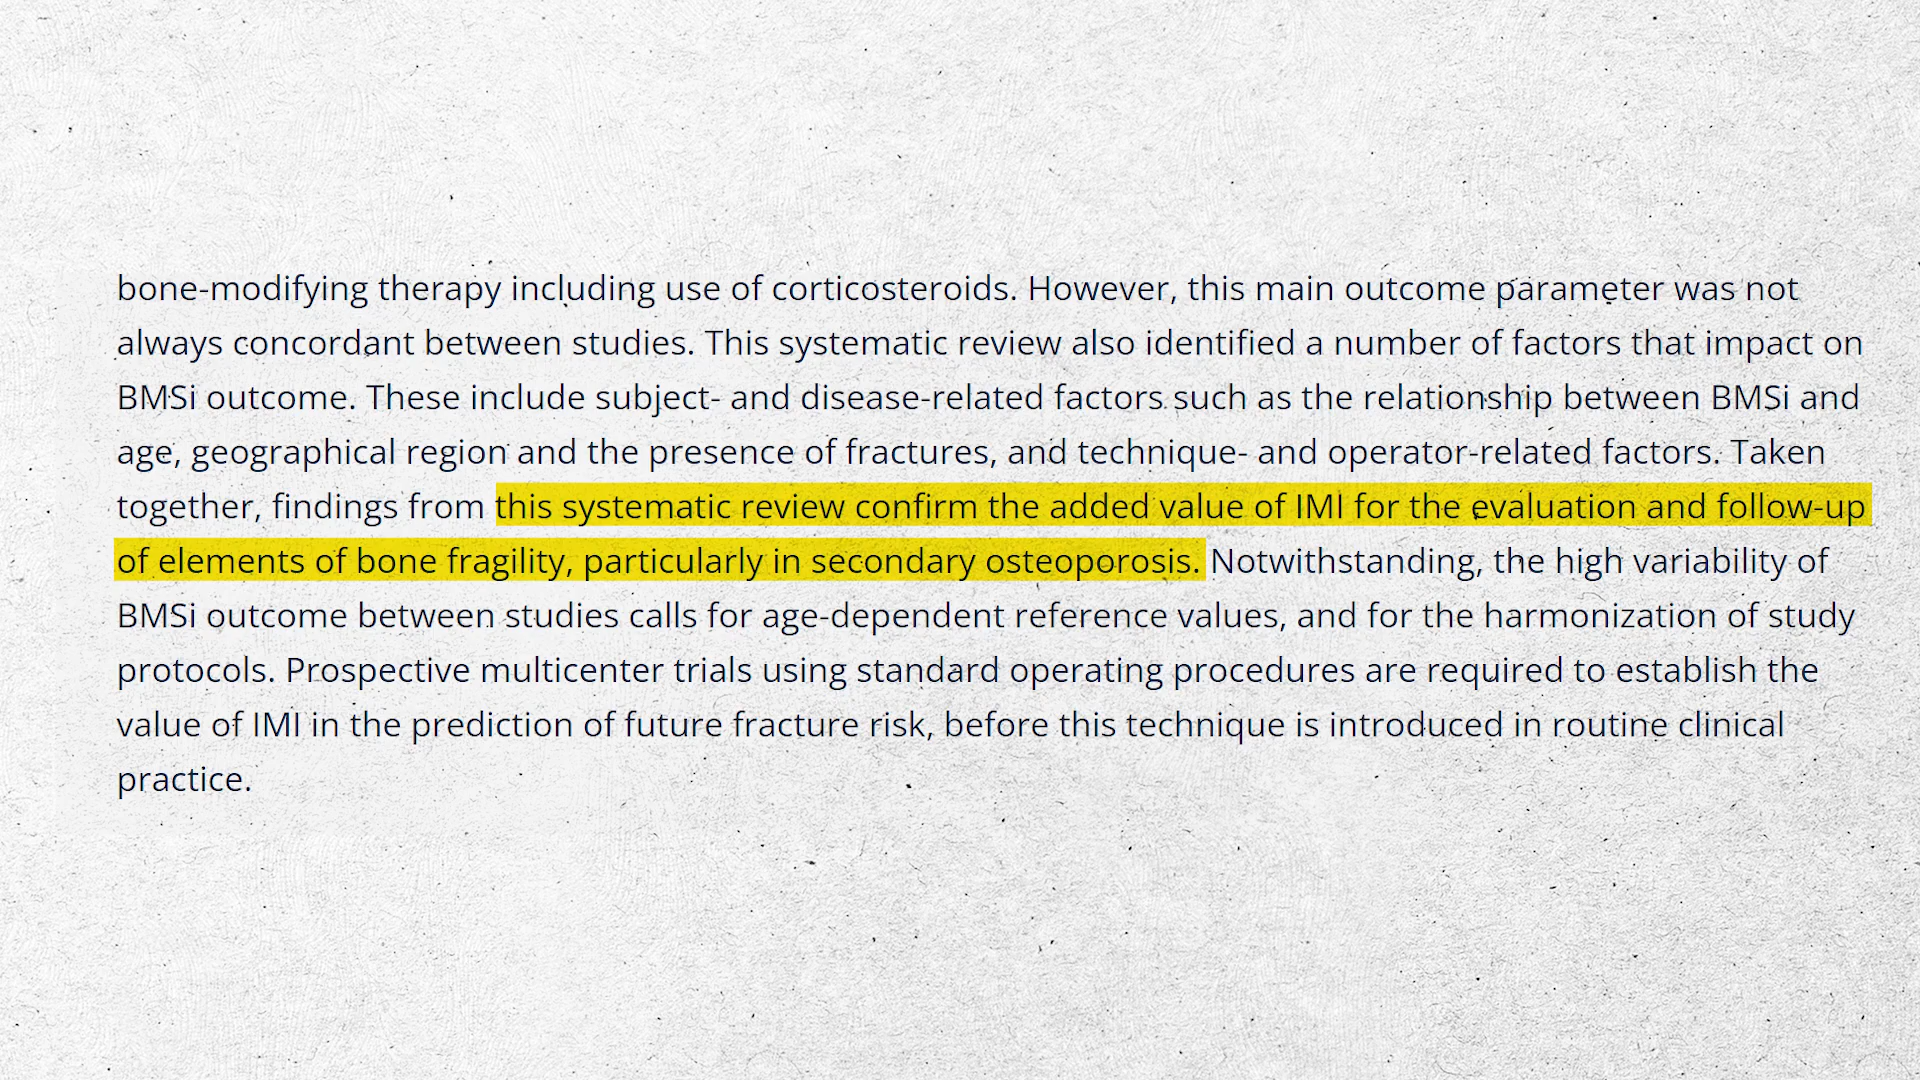 bone-modifying therapy including use of corticosteroids. However, this main outcome parameter was not
always concordant between studies. This systematic review also identified a number of factors that impact on
BMSi outcome. These include subject- and disease-related factors such as the relationship between BMSi and
age, geographical region and the presence of fractures, and technique- and operator-related factors. Taken
together, findings from this systematic review confirm the added value of IMI for the evaluation and follow-up
of elements of bone fragility, particularly in secondary osteoporosis. Notwithstanding, the high variability of
BMSi outcome between studies calls for age-dependent reference values, and for the harmonization of study
protocols. Prospective multicenter trials using standard operating procedures are required to establish the
value of IMI in the prediction of future fracture risk, before this technique is introduced in routine clinical
practice.